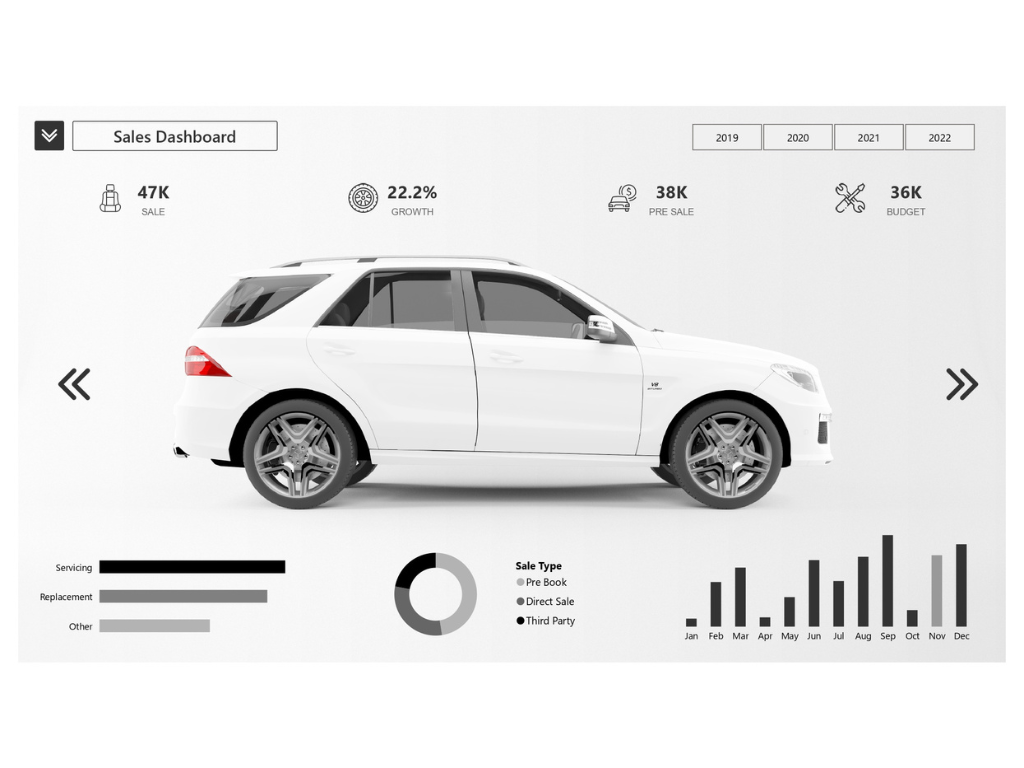 Sales Dashboard
2019 2020 2021 2022
47K
SALE
22.2%
GROWTH
38K
PRE SALE
36K
BUDGET
V8
Servicing
Replacement
Other
Sale Type
Pre Book
Direct Sale
Third Party
Jan Feb Mar Apr May Jun Jul Aug Sep Oct Nov Dec